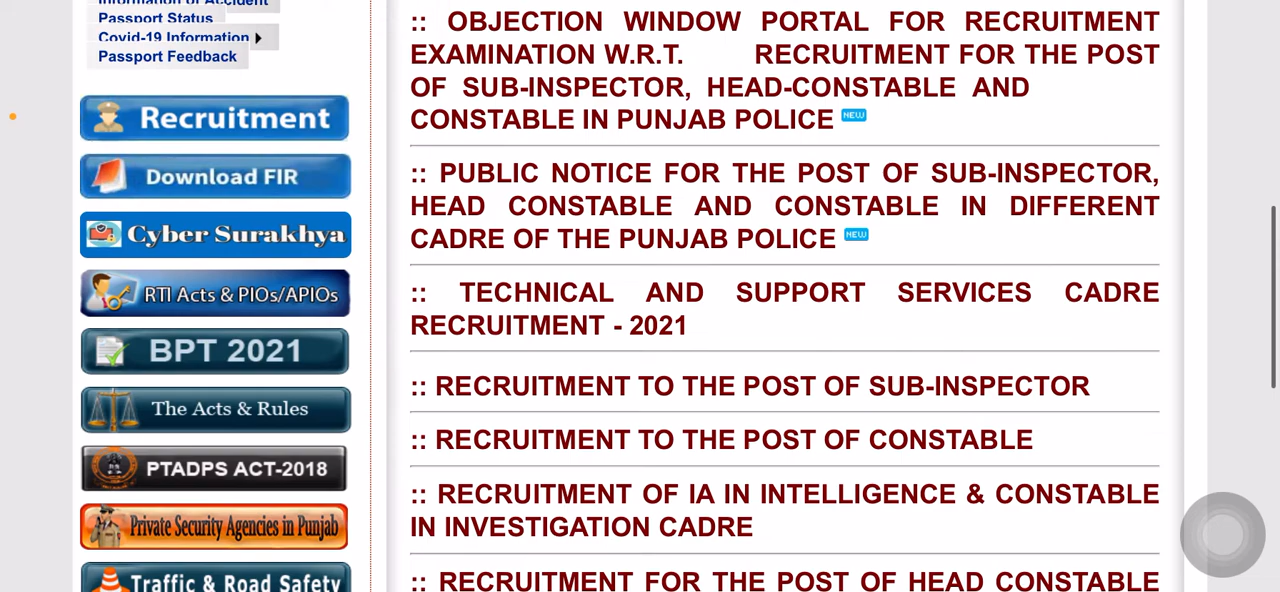 Information of Accident
Passport Status
Covid-19 Information
Passport Feedback
Recruitment
Download FIR
Cyber Surakhya
RTI Acts & PIOs/APIOs
BPT 2021
The Acts & Rules
PTADPS ACT-2018
Private Security Agencies in Punjab
Traffic & Road Safety
:: OBJECTION WINDOW PORTAL FOR RECRUITMENT
EXAMINATION W.R.T. RECRUITMENT FOR THE POST
OF SUB-INSPECTOR, HEAD-CONSTABLE AND
CONSTABLE IN PUNJAB POLICE NEW
:: PUBLIC NOTICE FOR THE POST OF SUB-INSPECTOR,
HEAD CONSTABLE AND CONSTABLE IN DIFFERENT
CADRE OF THE PUNJAB POLICE NEW
:: TECHNICAL AND SUPPORT SERVICES CADRE
RECRUITMENT - 2021
:: RECRUITMENT TO THE POST OF SUB-INSPECTOR
:: RECRUITMENT TO THE POST OF CONSTABLE
:: RECRUITMENT OF IA IN INTELLIGENCE & CONSTABLE
IN INVESTIGATION CADRE
:: RECRUITMENT FOR THE POST OF HEAD CONSTABLE